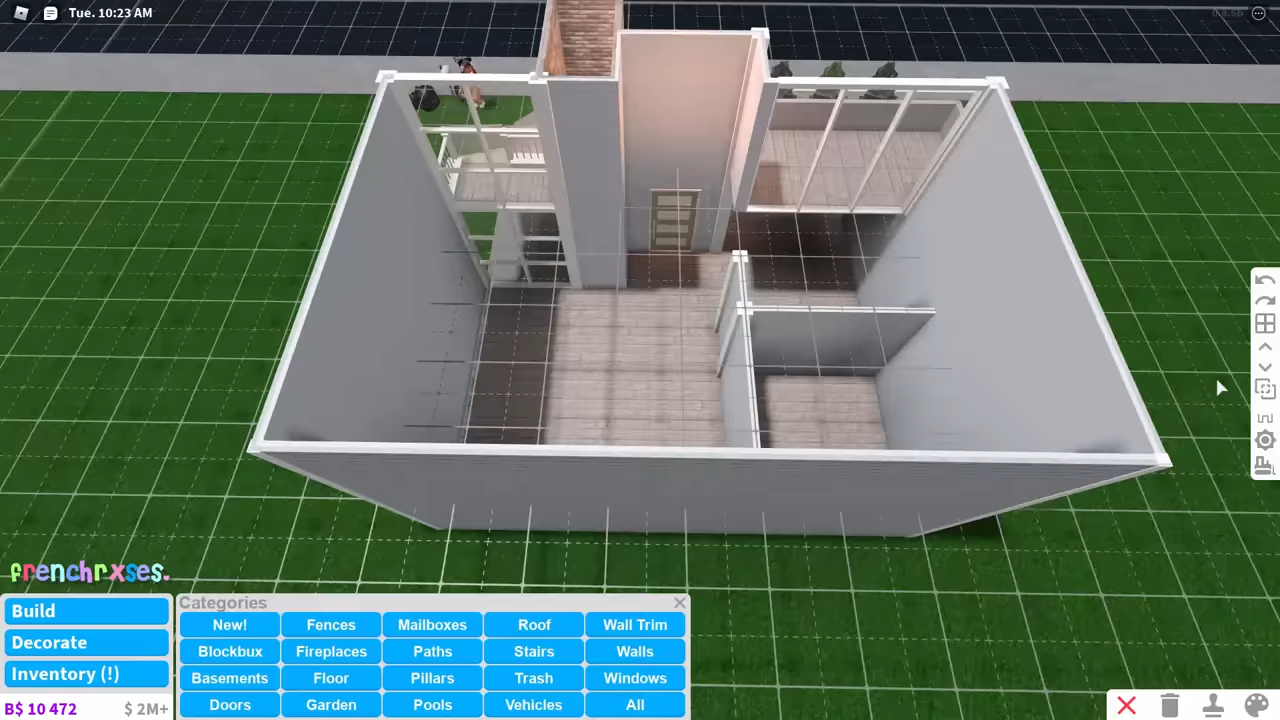 Tue. 10:23 AM
frenchrxses.
Build
Decorate
Inventory (!)
B$ 10 472 $ 2M+
Categories
New! Fences Mailboxes Roof Wall Trim
Blockbux Fireplaces Paths Stairs Walls
Basements Floor Pillars Trash Windows
Doors Garden Pools Vehicles All